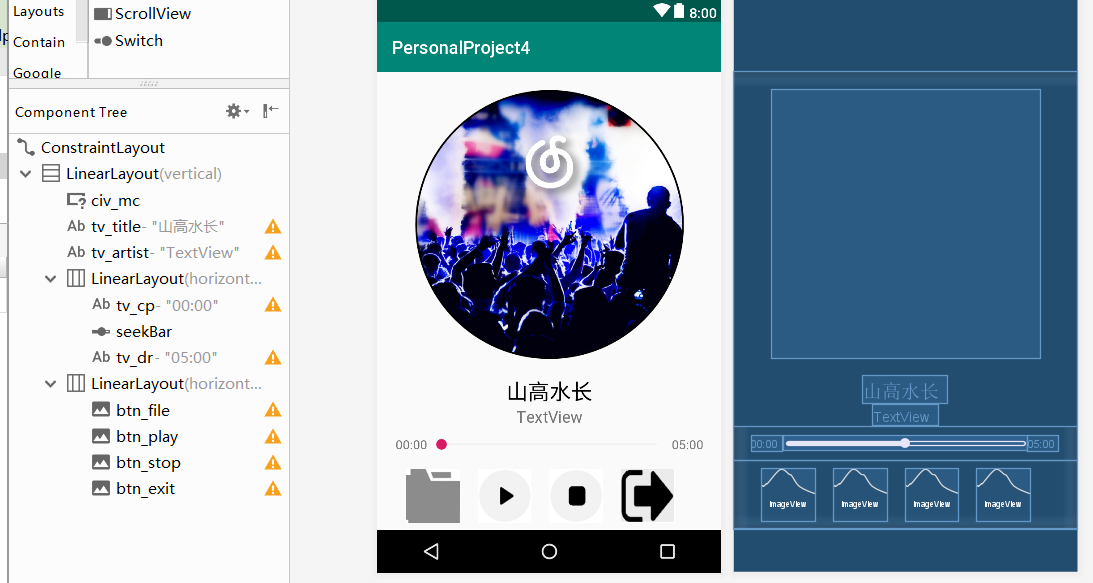 Layouts
Contain
Google
ScrollView
Switch
Component Tree
ConstraintLayout
LinearLayout(vertical)
civ_mc
Ab tv_title- "山高水长"
Ab tv_artist- "TextView"
LinearLayout(horizont...
Ab tv_cp- "00:00"
seekBar
Ab tv_dr- "05:00"
LinearLayout(horizont...
btn_file
btn_play
btn_stop
btn_exit
8:00
PersonalProject4
山高水长
TextView
00:00
05:00
山高水长
TextView
00:00
05:00
ImageView
ImageView
ImageView
ImageView